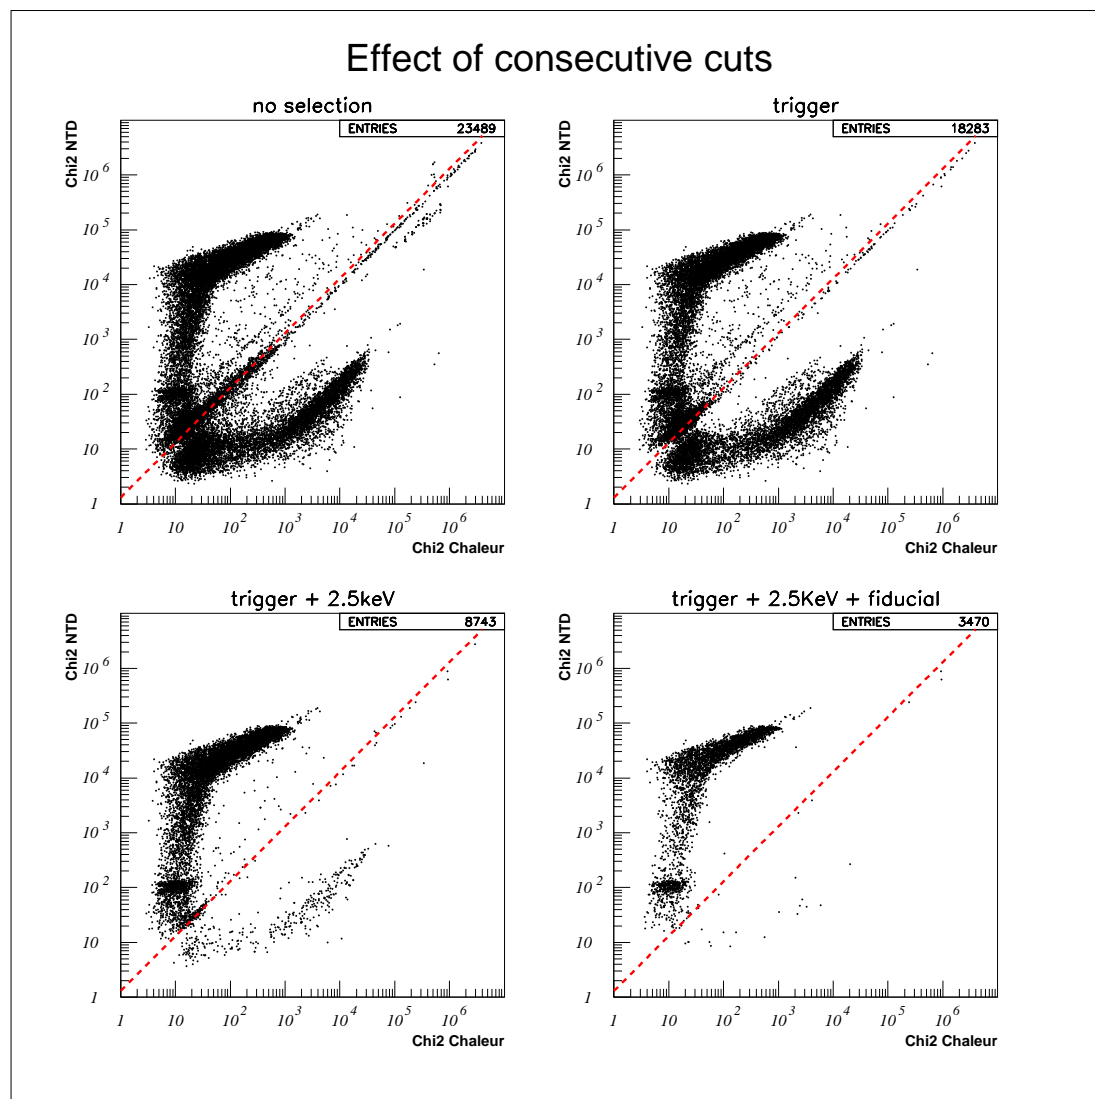 Effect of consecutive cuts
no selection
ENTRIES 23489
Chi2 NTD
10^6
10^5
10^4
10^3
10^2
10
1
1 10 10^2 10^3 10^4 10^5 10^6
Chi2 Chaleur
trigger
ENTRIES 18283
Chi2 NTD
10^6
10^5
10^4
10^3
10^2
10
1
1 10 10^2 10^3 10^4 10^5 10^6
Chi2 Chaleur
trigger + 2.5keV
ENTRIES 8743
Chi2 NTD
10^6
10^5
10^4
10^3
10^2
10
1
1 10 10^2 10^3 10^4 10^5 10^6
Chi2 Chaleur
trigger + 2.5KeV + fiducial
ENTRIES 3470
Chi2 NTD
10^6
10^5
10^4
10^3
10^2
10
1
1 10 10^2 10^3 10^4 10^5 10^6
Chi2 Chaleur